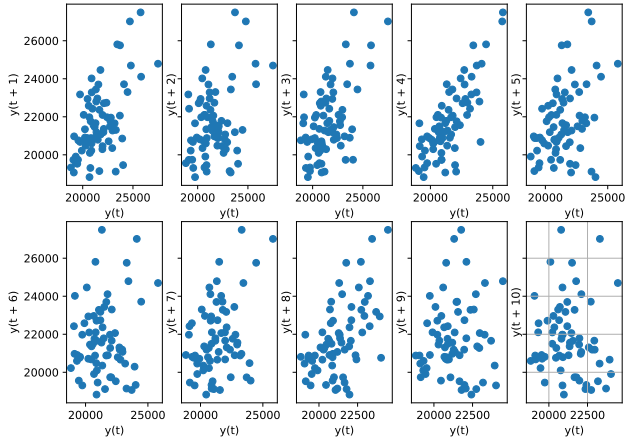 26000
24000
22000
20000
y(t + 1)
y(t + 2)
y(t + 3)
y(t + 4)
y(t + 5)
20000 25000
20000 25000
20000 25000
20000 25000
20000 25000
y(t)
y(t)
y(t)
y(t)
y(t)
26000
24000
22000
20000
y(t + 6)
y(t + 7)
y(t + 8)
y(t + 9)
y(t + 10)
20000 25000
20000 25000
20000 22500
20000 22500
20000 22500
y(t)
y(t)
y(t)
y(t)
y(t)